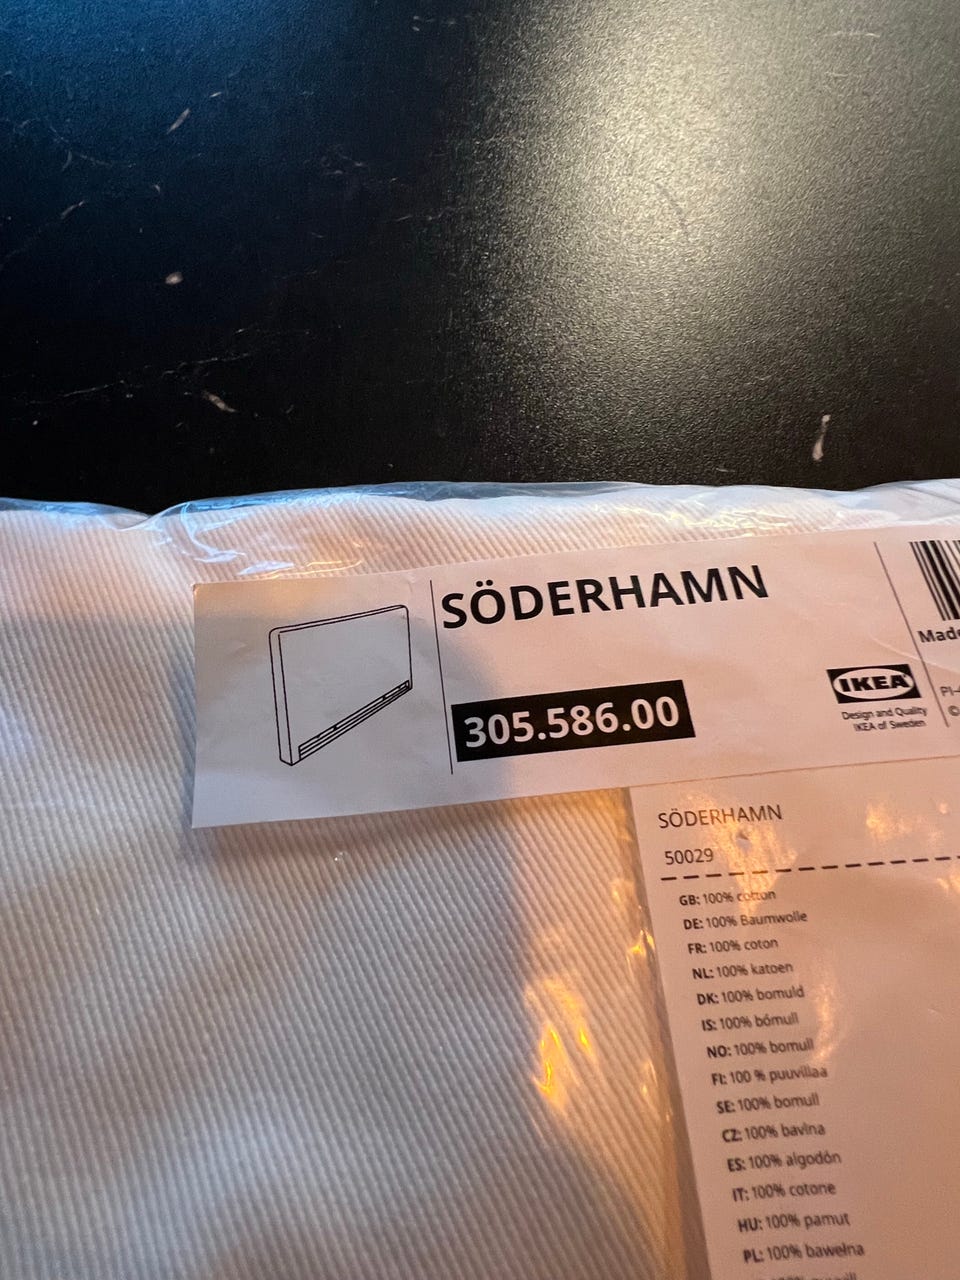 SÖDERHAMN
305.586.00
IKEA
Design and Quality
IKEA of Sweden
©
SÖDERHAMN
50029
GB: 100% cotton
DE: 100% Baumwolle
FR: 100% coton
NL: 100% katoen
DK: 100% bomuld
IS: 100% bómull
NO: 100% bomull
FI: 100 % puuvillaa
SE: 100% bomull
CZ: 100% bavlna
ES: 100% algodón
IT: 100% cotone
HU: 100% pamut
PL: 100% bawełna